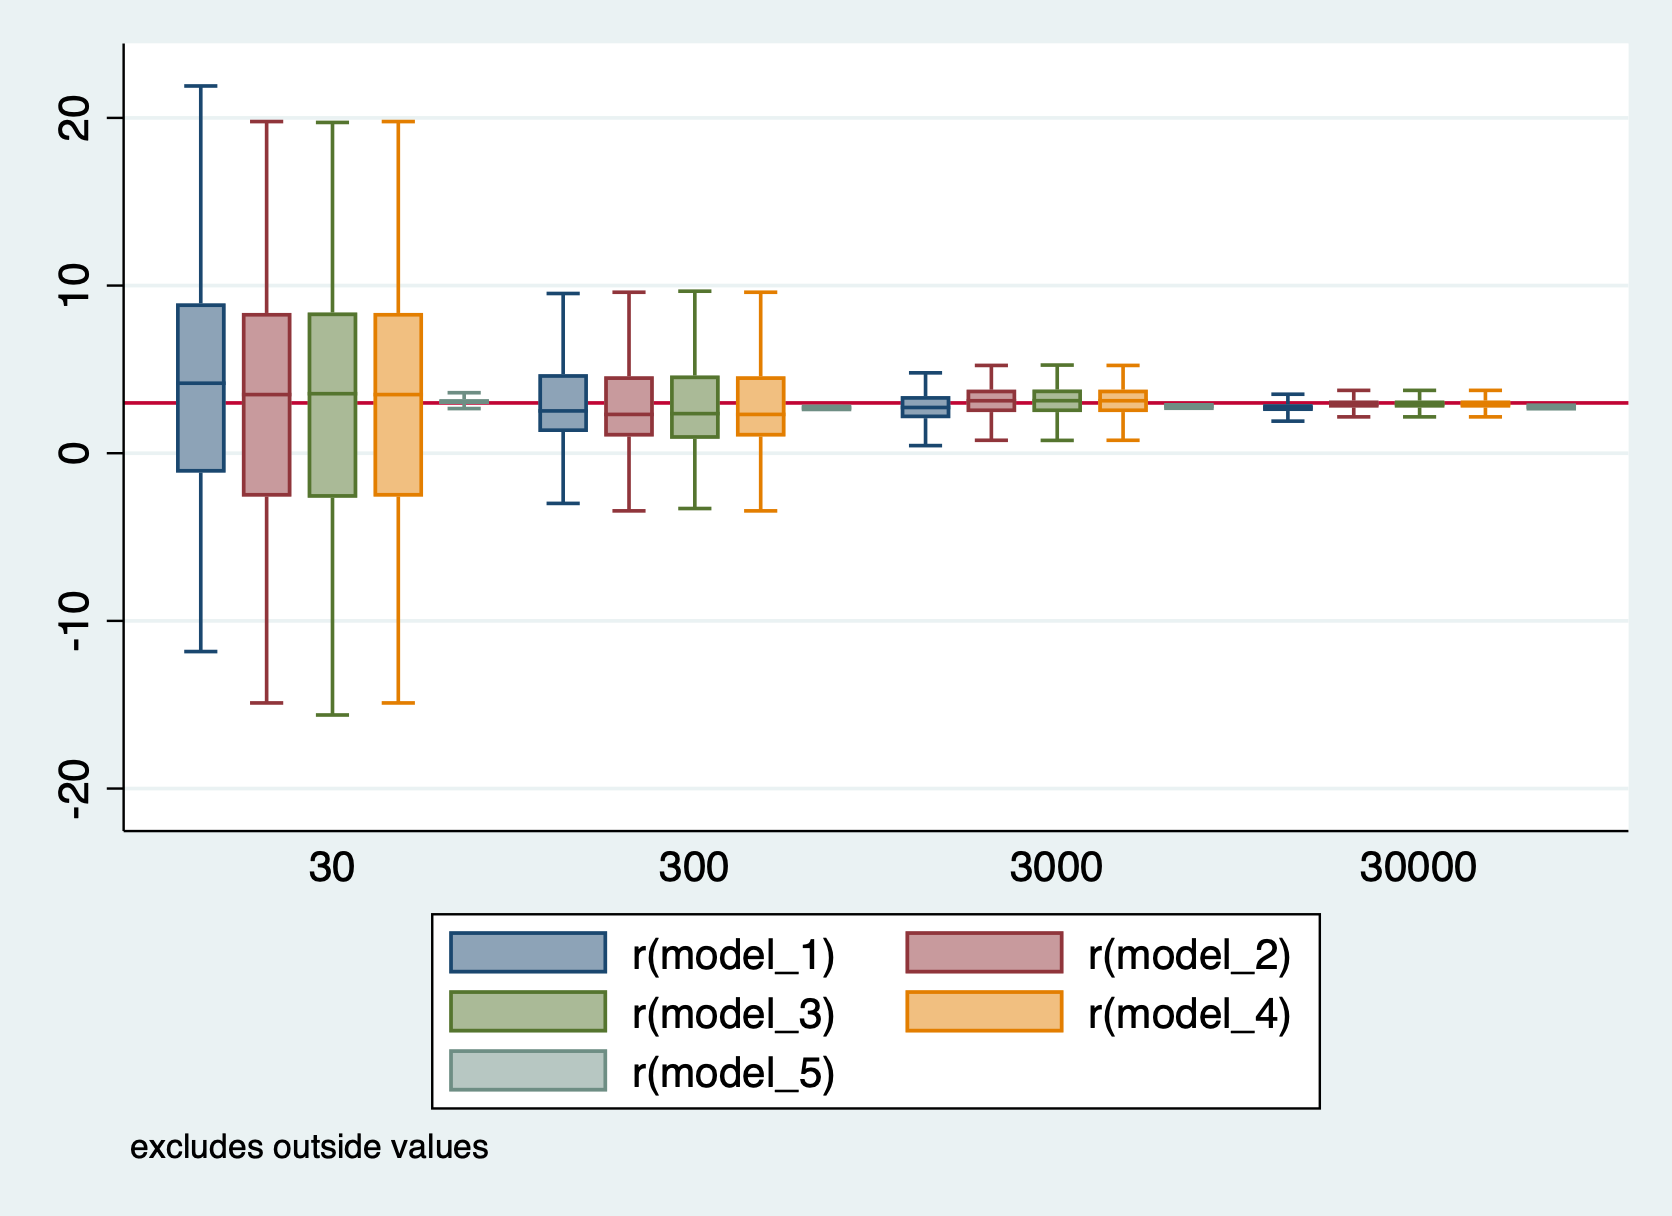 20
10
0
-10
-20
30 300 3000 30000
r(model_1) r(model_2)
r(model_3) r(model_4)
r(model_5)
excludes outside values